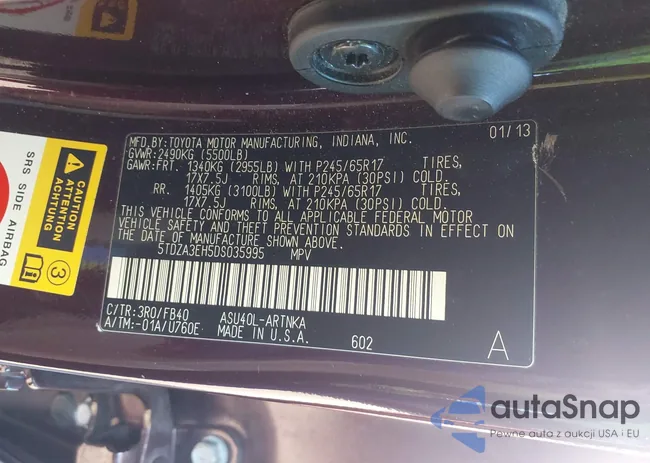 MFD.BY:TOYOTA MOTOR MANUFACTURING, INDIANA, INC. 01/13
GVWR:2490KG (5500LB)
GAWR:FRT. 1340KG (2955LB) WITH P245/65R17 TIRES,
17X7.5J RIMS, AT 210KPA (30PSI) COLD.
RR. 1405KG (3100LB) WITH P245/65R17 TIRES,
17X7.5J RIMS, AT 210KPA (30PSI) COLD.
THIS VEHICLE CONFORMS TO ALL APPLICABLE FEDERAL MOTOR
VEHICLE SAFETY AND THEFT PREVENTION STANDARDS IN EFFECT ON
THE DATE OF MANUFACTURE SHOWN ABOVE.
5TDZA3EH5DS035995 MPV
C/TR:3R0/FB40 ASU40L-ARTNKA
A/TM:-01A/U760E MADE IN U.S.A. 602 A
SRS SIDE AIRBAG
CAUTION
ATTENTION
ACHTUNG
3
autaSnap
Pewne auta z aukcji USA i EU